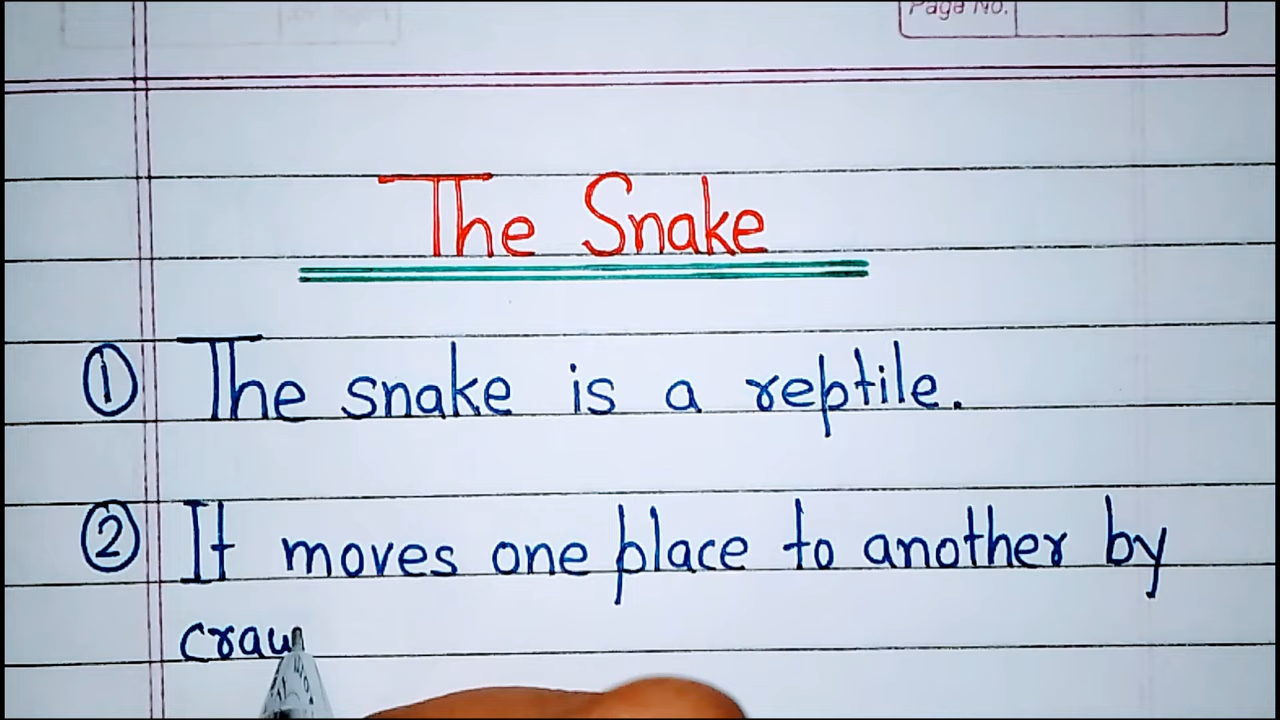 Page No.
The Snake
① The snake is a reptile.
② It moves one place to another by